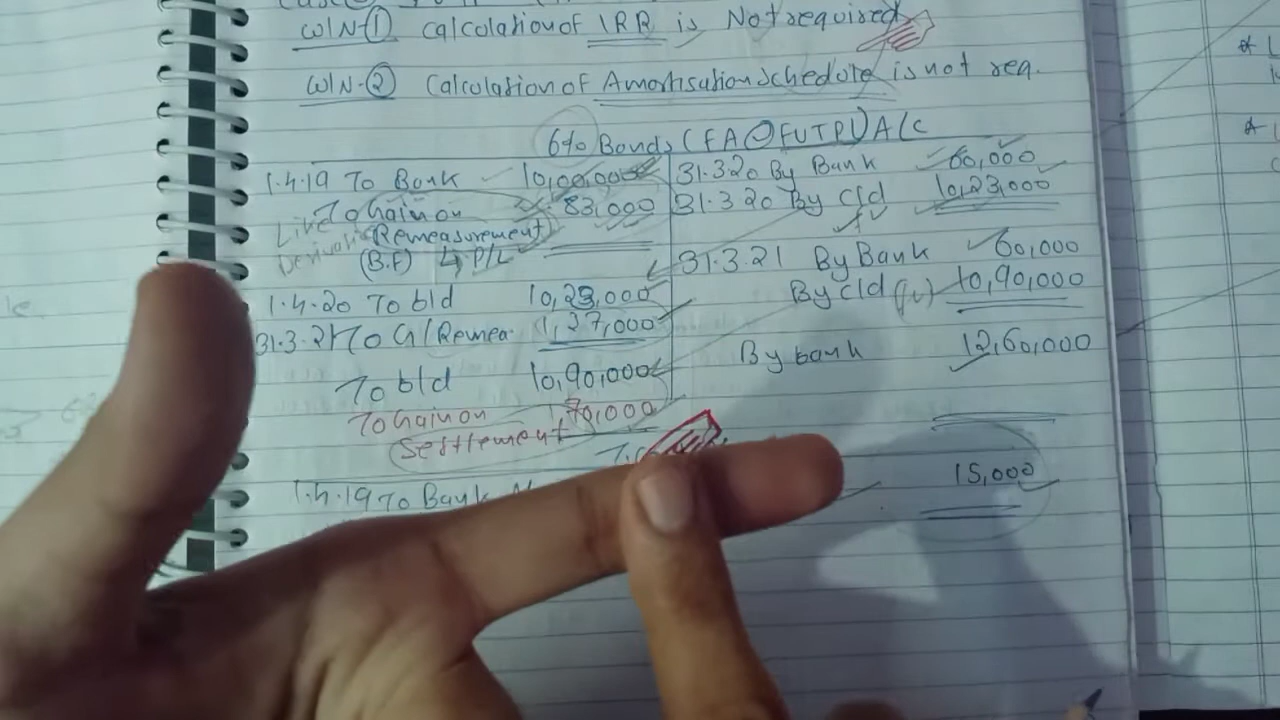 W/N-① Calculation of IRR is Not required
W/N-② Calculation of Amortisation Schedule is not req.
6% Bonds (FA @ FVTPL) A/C
1.4.19 To Bank 10,00,000
To Gain on 83,000
Remeasurement
(B.F) ↳ P/L
1.4.20 To b/d 10,23,000
31.3.21 To G/Remea. 1,27,000
To b/d 10,90,000
To Gain on 1,70,000
Settlement
1.4.19 To Bank
31.3.20 By Bank 60,000
31.3.20 By c/d 10,23,000
31.3.21 By Bank 60,000
By c/d 10,90,000
By bank 12,60,000
15,000